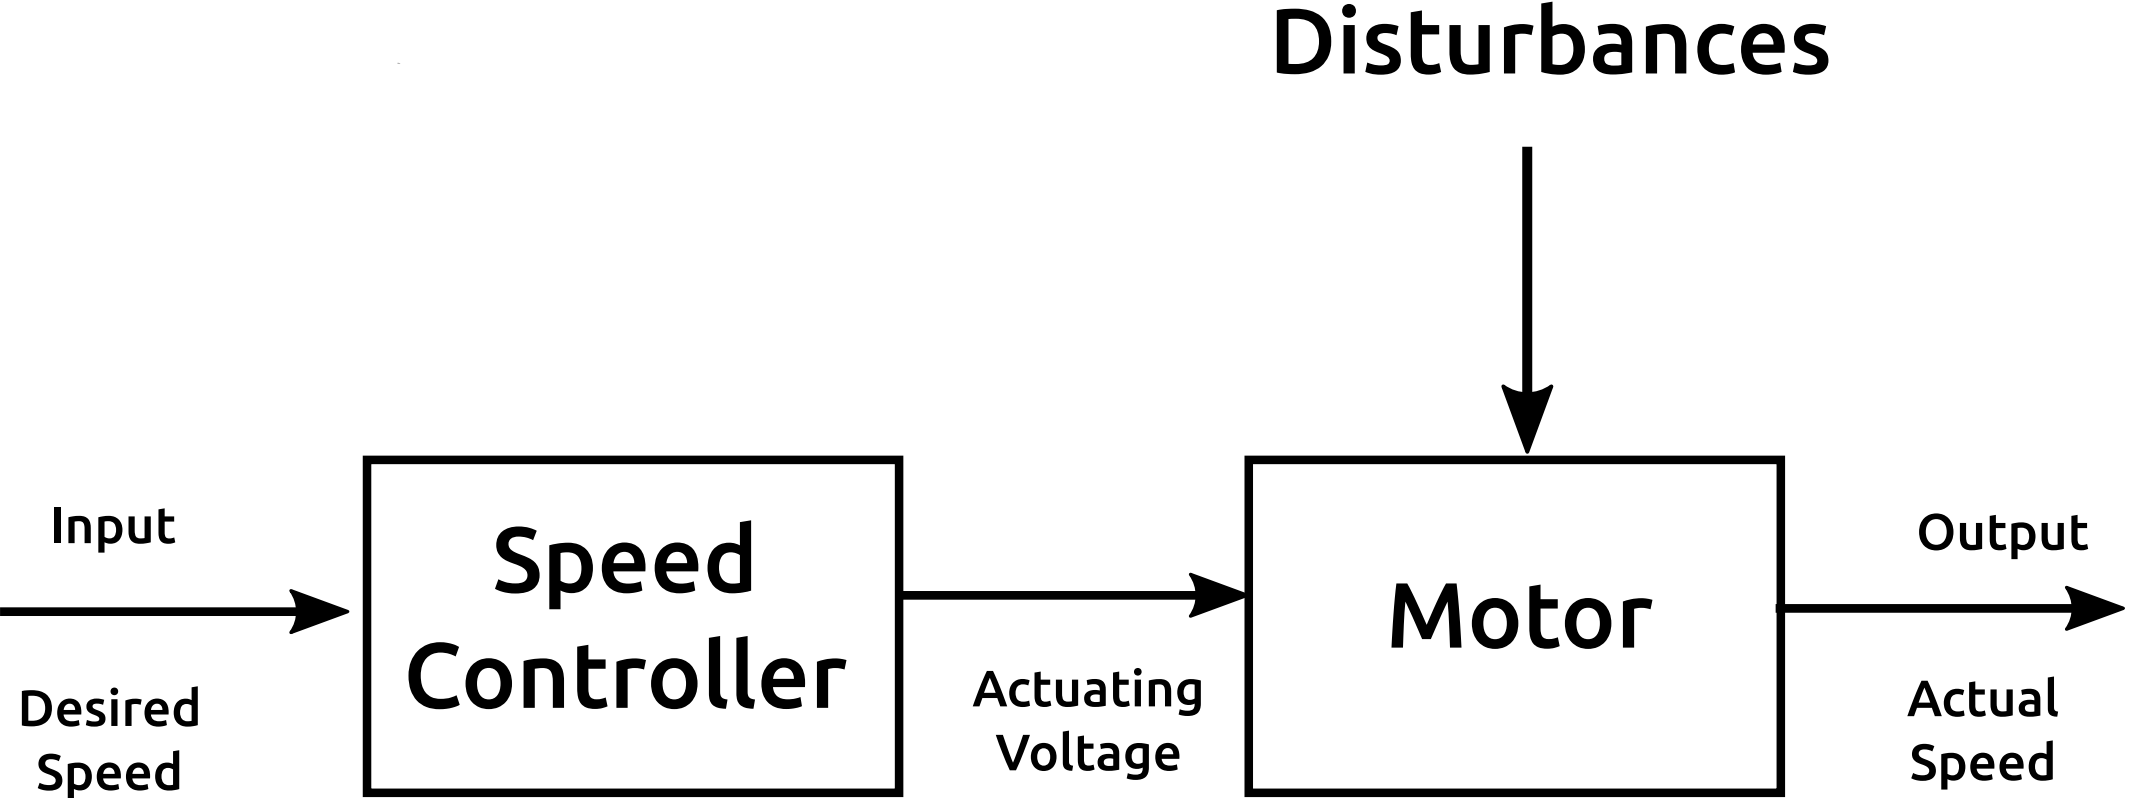 Disturbances
Input
Desired
Speed
Speed
Controller
Actuating
Voltage
Motor
Output
Actual
Speed